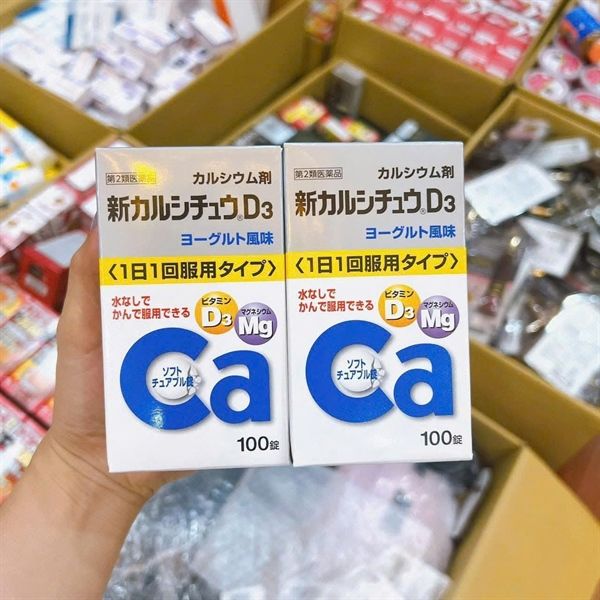 第2類医薬品
カルシウム剤
新カルシチュウ®D3
ヨーグルト風味
〈1日1回服用タイプ〉
水なしで
かんで服用できる
ビタミン
D3
マグネシウム
Mg
Ca
ソフト
チュアブル錠
100錠
第2類医薬品
カルシウム剤
新カルシチュウ®D3
ヨーグルト風味
〈1日1回服用タイプ〉
水なしで
かんで服用できる
ビタミン
D3
マグネシウム
Mg
Ca
ソフト
チュアブル錠
100錠